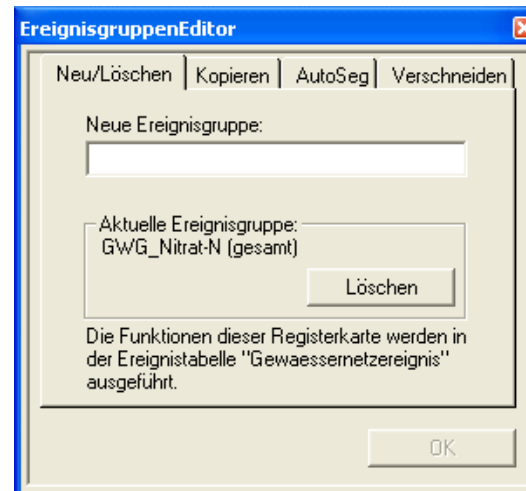 EreignisgruppenEditor
Neu/Löschen Kopieren AutoSeg Verschneiden
Neue Ereignisgruppe:
Aktuelle Ereignisgruppe:
GWG_Nitrat-N (gesamt)
Löschen
Die Funktionen dieser Registerkarte werden in
der Ereignistabelle "Gewaessernetzereignis"
ausgeführt.
OK